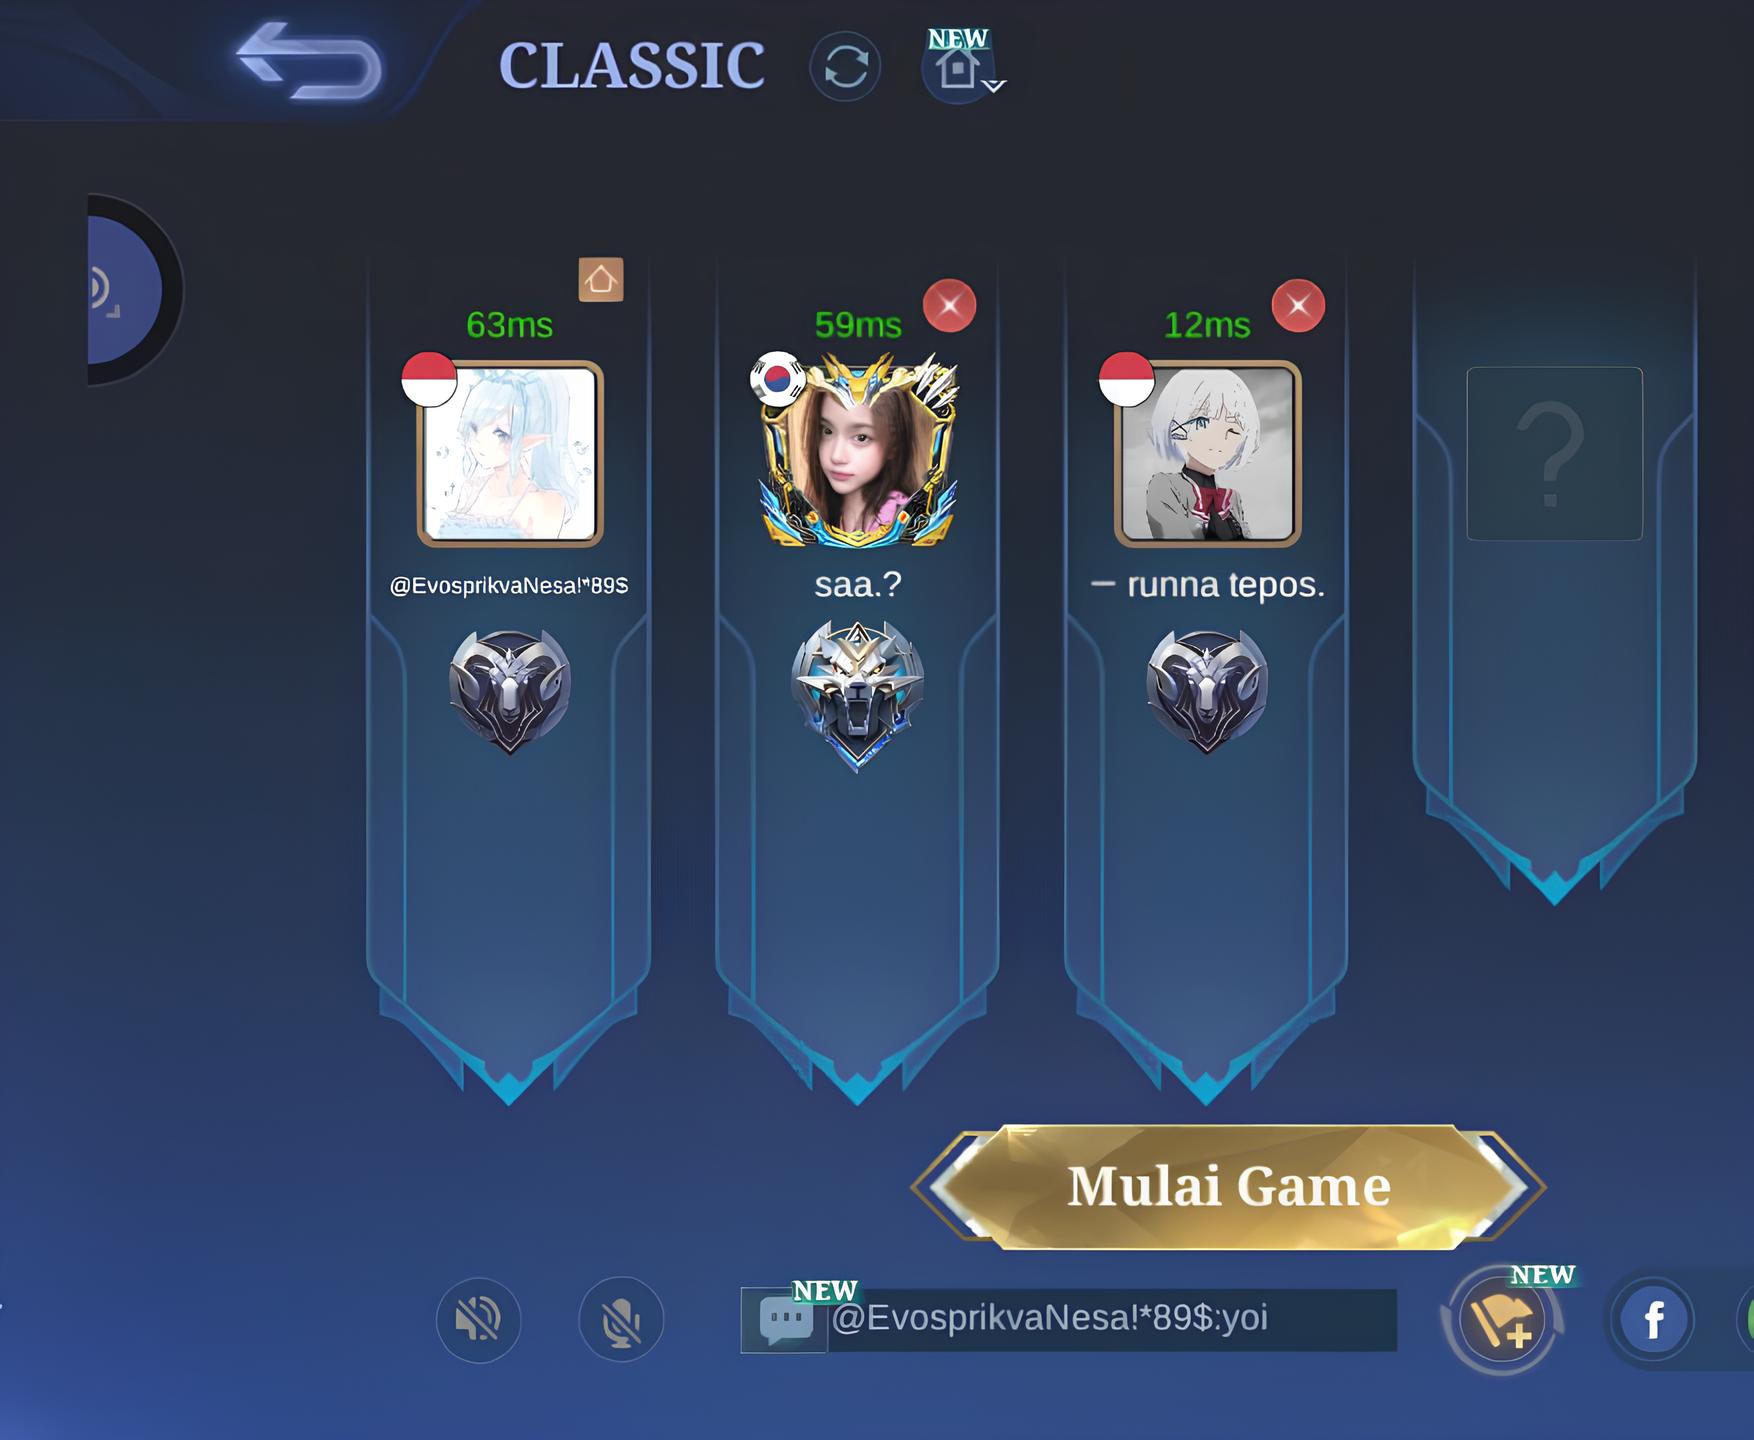 CLASSIC
NEW
63ms
59ms
12ms
@EvosprikvaNesa!*89$
saa.?
– runna tepos.
?
Mulai Game
NEW
@EvosprikvaNesa!*89$:yoi
NEW
f